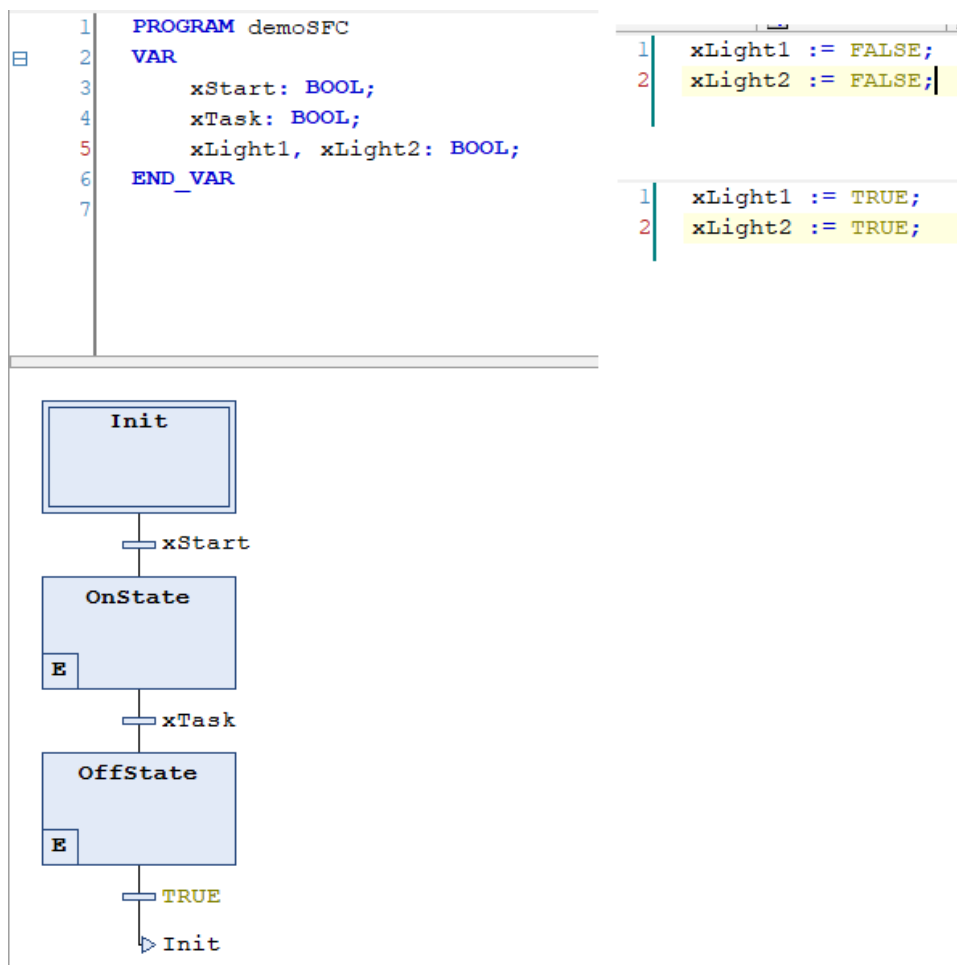 1 PROGRAM demoSFC
2 VAR
3 xStart: BOOL;
4 xTask: BOOL;
5 xLight1, xLight2: BOOL;
6 END_VAR
7
1 xLight1 := FALSE;
2 xLight2 := FALSE;
1 xLight1 := TRUE;
2 xLight2 := TRUE;
Init
xStart
OnState
E
xTask
OffState
E
TRUE
Init